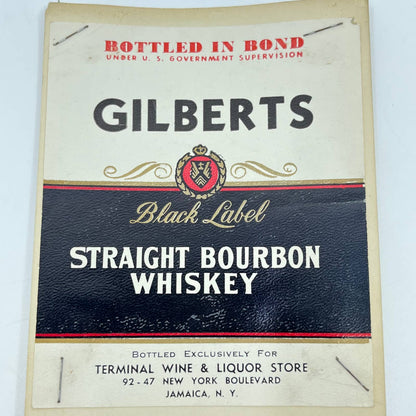 BOTTLED IN BOND
UNDER U. S. GOVERNMENT SUPERVISION
GILBERTS
Black Label
STRAIGHT BOURBON
WHISKEY
BOTTLED EXCLUSIVELY FOR
TERMINAL WINE & LIQUOR STORE
92-47 NEW YORK BOULEVARD
JAMAICA, N. Y.